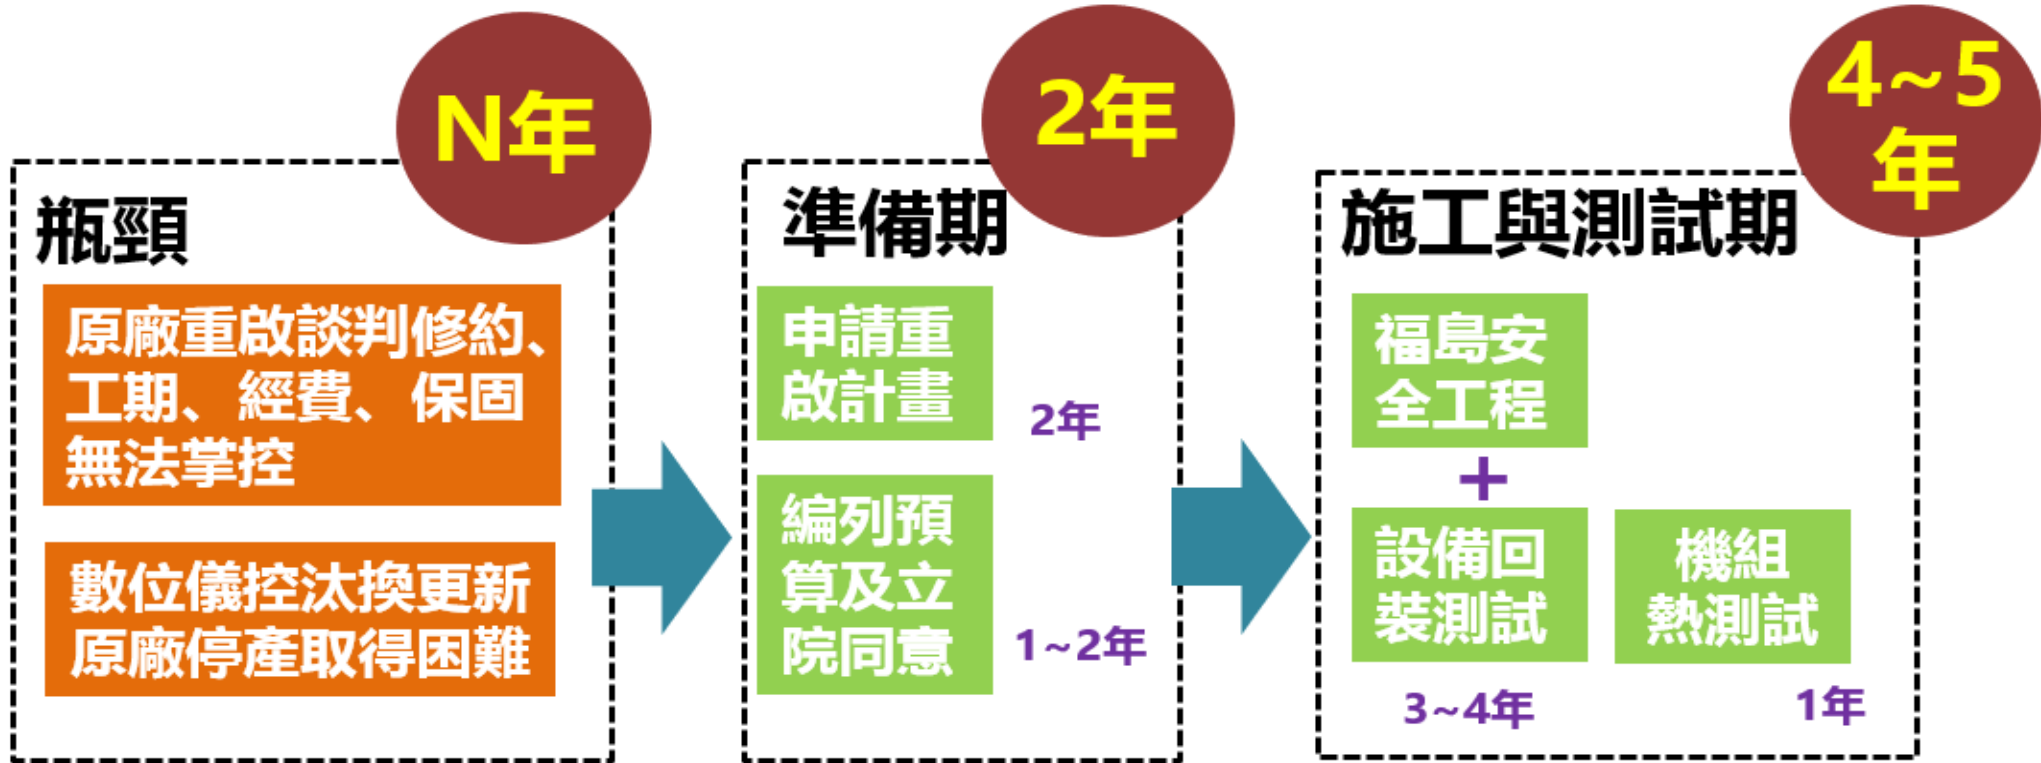 N年
瓶頸
原廠重啟談判修約、
工期、經費、保固
無法掌控
數位儀控汰換更新
原廠停產取得困難
2年
準備期
申請重
啟計畫
2年
編列預
算及立
院同意
1~2年
4~5
年
施工與測試期
福島安
全工程
+
設備回
裝測試
3~4年
機組
熱測試
1年